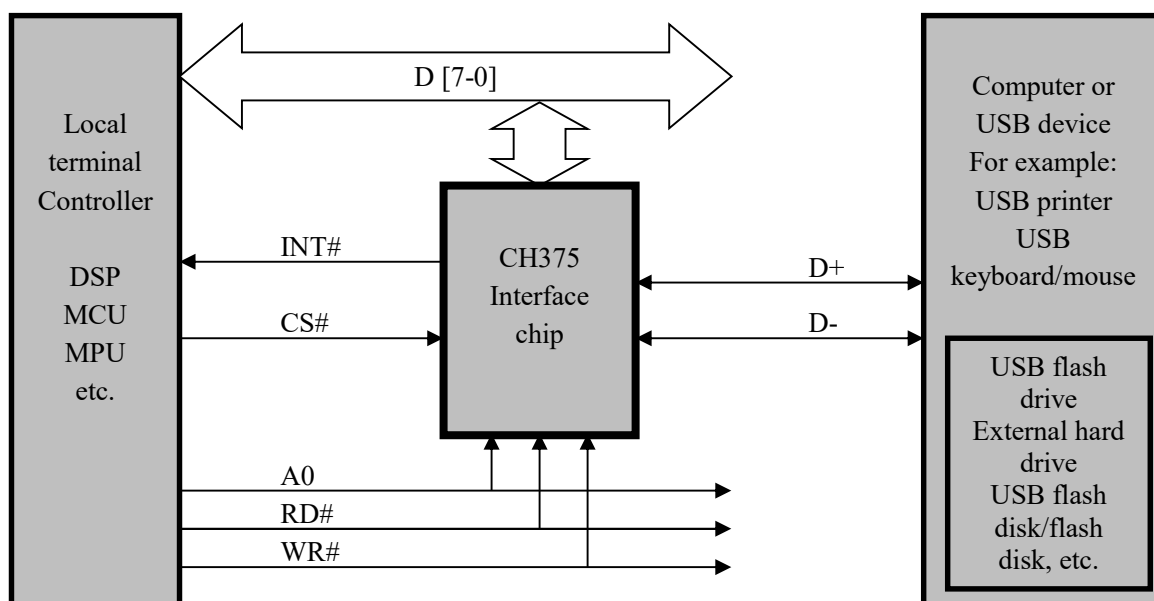 Local
terminal
Controller
DSP
MCU
MPU
etc.
D [7-0]
INT#
CS#
A0
RD#
WR#
CH375
Interface
chip
D+
D-
Computer or
USB device
For example:
USB printer
USB
keyboard/mouse
USB flash
drive
External hard
drive
USB flash
disk/flash
disk, etc.